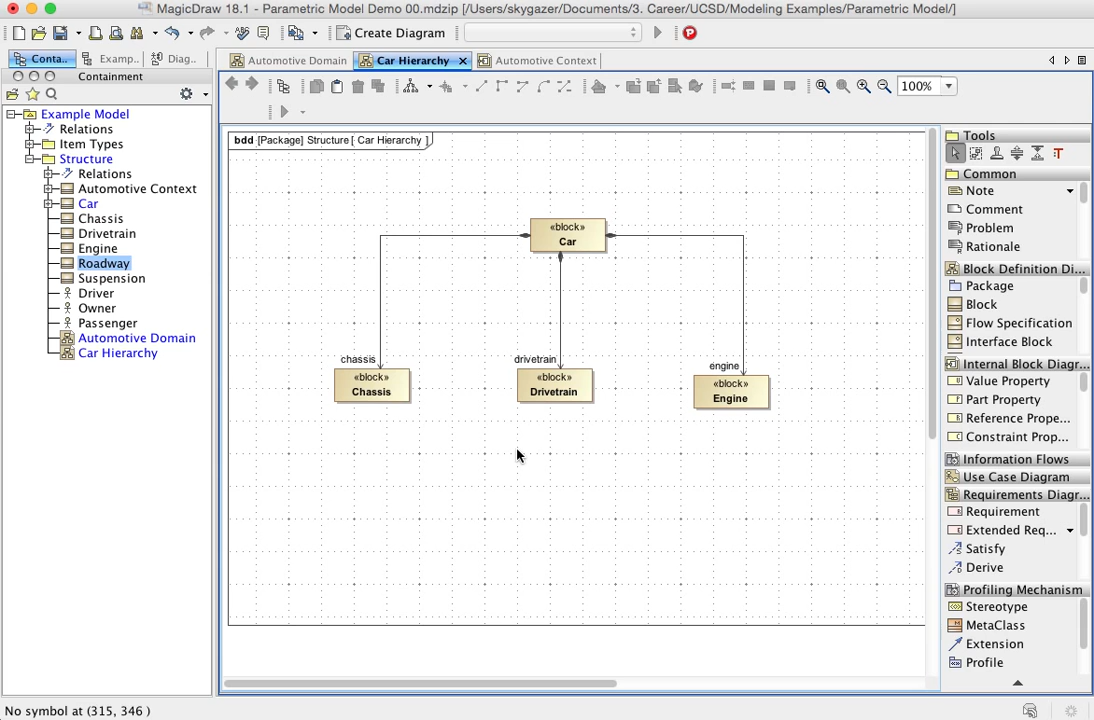 MagicDraw 18.1 - Parametric Model Demo 00.mdzip [/Users/skygazer/Documents/3. Career/UCSD/Modeling Examples/Parametric Model/]
Create Diagram
Conta...
Examp...
Diag...
Containment
Example Model
Relations
Item Types
Structure
Relations
Automotive Context
Car
Chassis
Drivetrain
Engine
Roadway
Suspension
Driver
Owner
Passenger
Automotive Domain
Car Hierarchy
Automotive Domain
Car Hierarchy
Automotive Context
100%
bdd [Package] Structure [ Car Hierarchy ]
«block»
Car
chassis
«block»
Chassis
drivetrain
«block»
Drivetrain
engine
«block»
Engine
Tools
Common
Note
Comment
Problem
Rationale
Block Definition Di...
Package
Block
Flow Specification
Interface Block
Internal Block Diagr...
Value Property
Part Property
Reference Prope...
Constraint Prop...
Information Flows
Use Case Diagram
Requirements Diagr...
Requirement
Extended Req...
Satisfy
Derive
Profiling Mechanism
Stereotype
MetaClass
Extension
Profile
No symbol at (315, 346 )